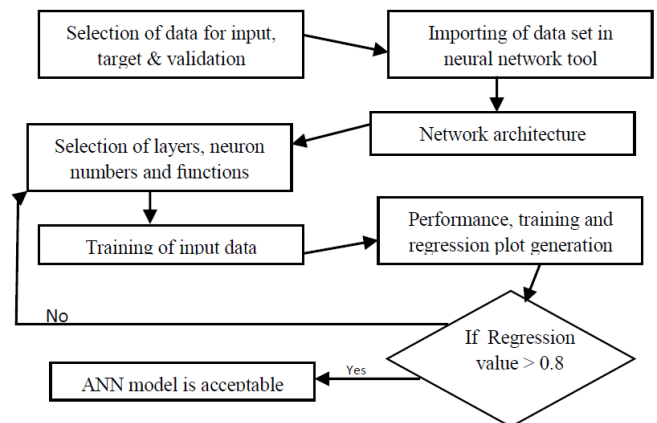 Selection of data for input,
target & validation
Importing of data set in
neural network tool
Network architecture
Selection of layers, neuron
numbers and functions
Training of input data
Performance, training and
regression plot generation
If Regression
value > 0.8
No
Yes
ANN model is acceptable